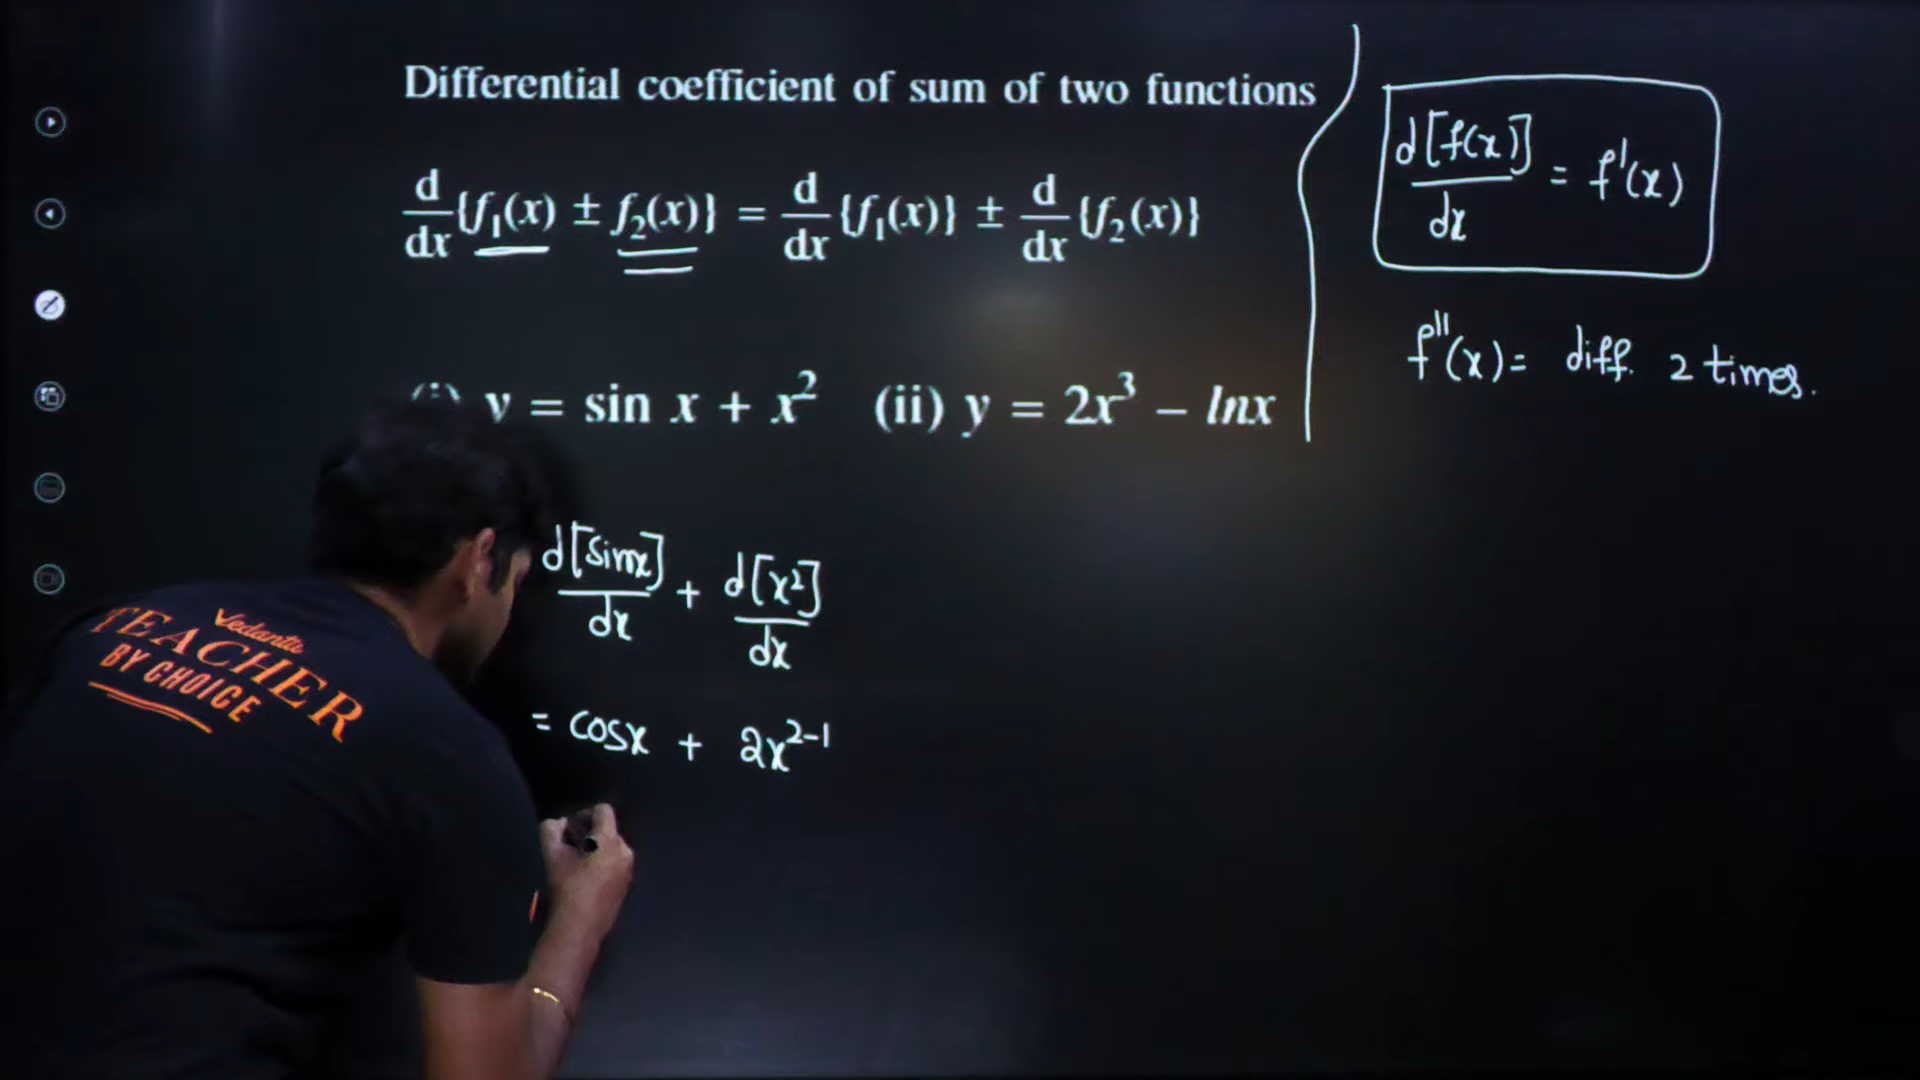 Differential coefficient of sum of two functions
d/dx {f₁(x) ± f₂(x)} = d/dx {f₁(x)} ± d/dx {f₂(x)}
(i) y = sin x + x² (ii) y = 2x³ – lnx
d[f(x)]/dx = f'(x)
f''(x) = diff. 2 times.
d[sinx]/dx + d[x²]/dx
= cosx + 2x²⁻¹
Vedantu
TEACHER
BY CHOICE